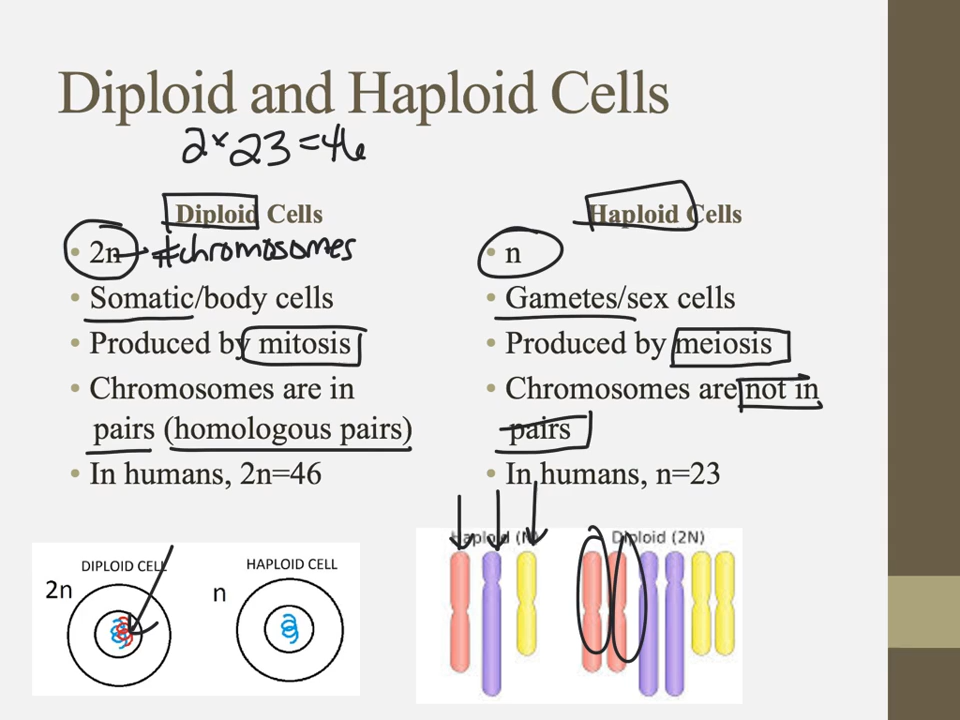 Diploid and Haploid Cells
2 × 23 = 46
Diploid Cells
• 2n → #chromosomes
• Somatic/body cells
• Produced by mitosis
• Chromosomes are in
pairs (homologous pairs)
• In humans, 2n=46
Haploid Cells
• n
• Gametes/sex cells
• Produced by meiosis
• Chromosomes are not in
pairs
• In humans, n=23
DIPLOID CELL
2n
HAPLOID CELL
n
Haploid (N)
Diploid (2N)